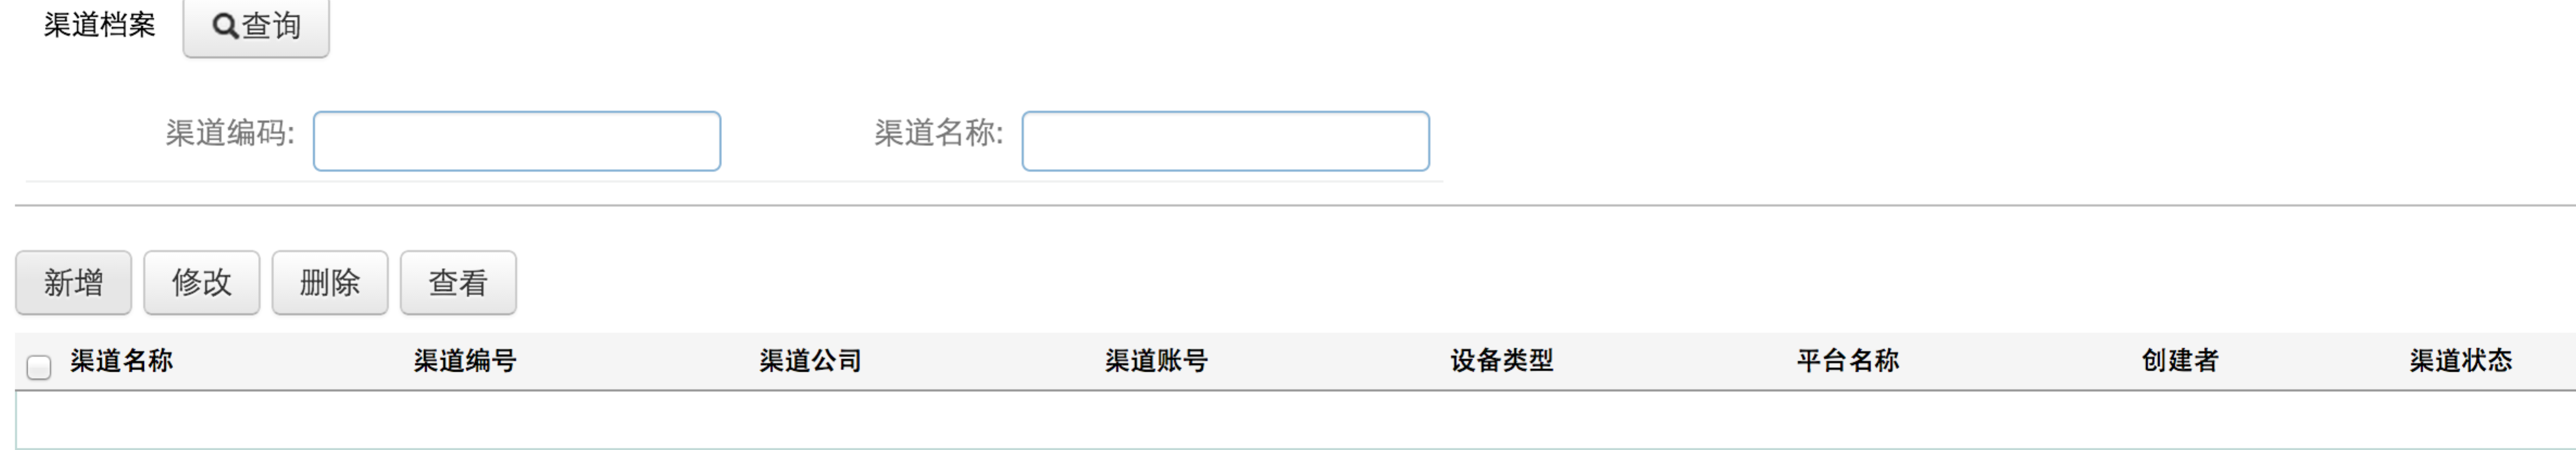 渠道档案 查询
渠道编码: 渠道名称:
新增 修改 删除 查看
渠道名称 渠道编号 渠道公司 渠道账号 设备类型 平台名称 创建者 渠道状态